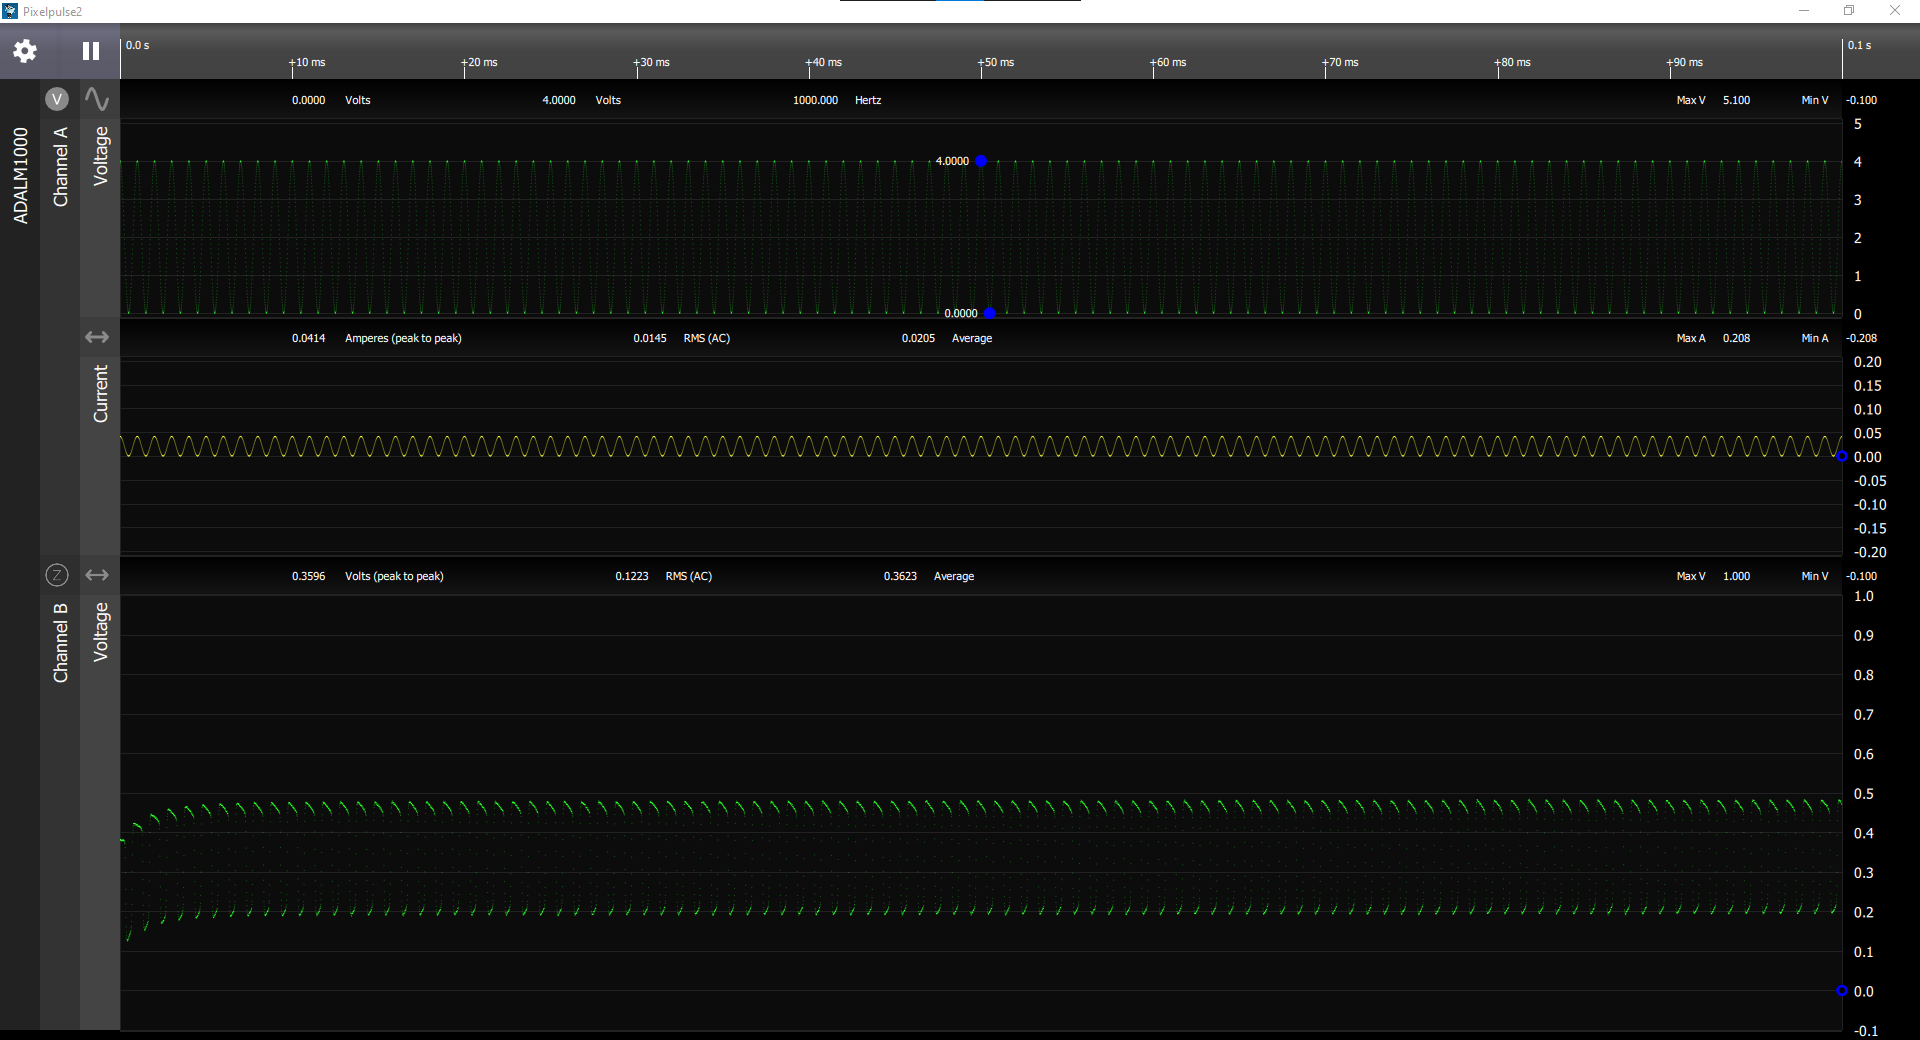 Pixelpulse2
0.0 s
0.1 s
+10 ms
+20 ms
+30 ms
+40 ms
+50 ms
+60 ms
+70 ms
+80 ms
+90 ms
ADALM1000
V
Channel A
Voltage
0.0000 Volts 4.0000 Volts 1000.000 Hertz Max V 5.100 Min V -0.100
5
4.0000
4
3
2
1
0.0000
0
Current
0.0414 Amperes (peak to peak) 0.0145 RMS (AC) 0.0205 Average Max A 0.208 Min A -0.208
0.20
0.15
0.10
0.05
0.00
-0.05
-0.10
-0.15
-0.20
Z
Channel B
Voltage
0.3596 Volts (peak to peak) 0.1223 RMS (AC) 0.3623 Average Max V 1.000 Min V -0.100
1.0
0.9
0.8
0.7
0.6
0.5
0.4
0.3
0.2
0.1
0.0
-0.1